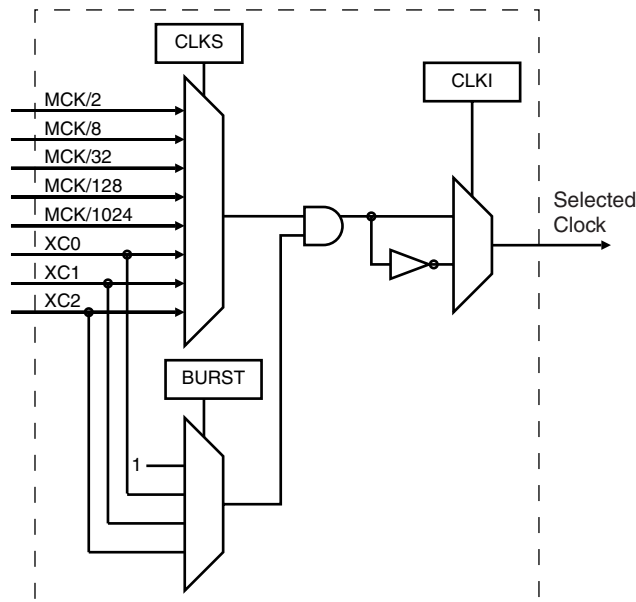 CLKS
CLKI
MCK/2
MCK/8
MCK/32
MCK/128
MCK/1024
XC0
XC1
XC2
Selected
Clock
BURST
1